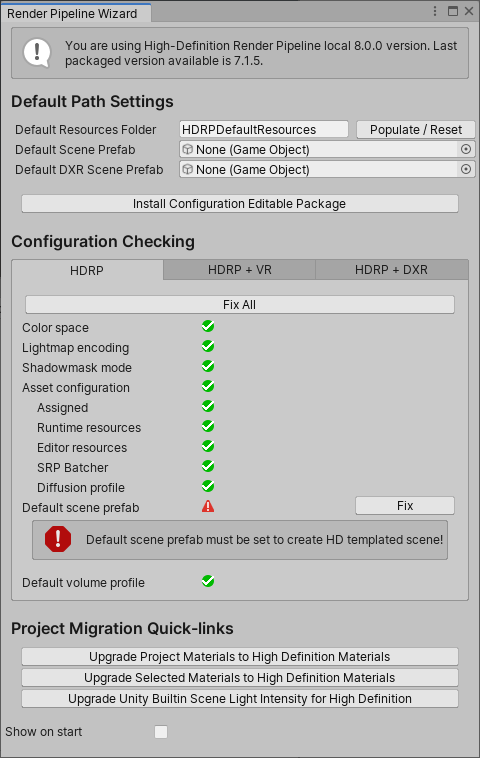 Render Pipeline Wizard
You are using High-Definition Render Pipeline local 8.0.0 version. Last
packaged version available is 7.1.5.
Default Path Settings
Default Resources Folder HDRPDefaultResources Populate / Reset
Default Scene Prefab None (Game Object)
Default DXR Scene Prefab None (Game Object)
Install Configuration Editable Package
Configuration Checking
HDRP HDRP + VR HDRP + DXR
Fix All
Color space
Lightmap encoding
Shadowmask mode
Asset configuration
Assigned
Runtime resources
Editor resources
SRP Batcher
Diffusion profile
Default scene prefab Fix
Default scene prefab must be set to create HD templated scene!
Default volume profile
Project Migration Quick-links
Upgrade Project Materials to High Definition Materials
Upgrade Selected Materials to High Definition Materials
Upgrade Unity Builtin Scene Light Intensity for High Definition
Show on start